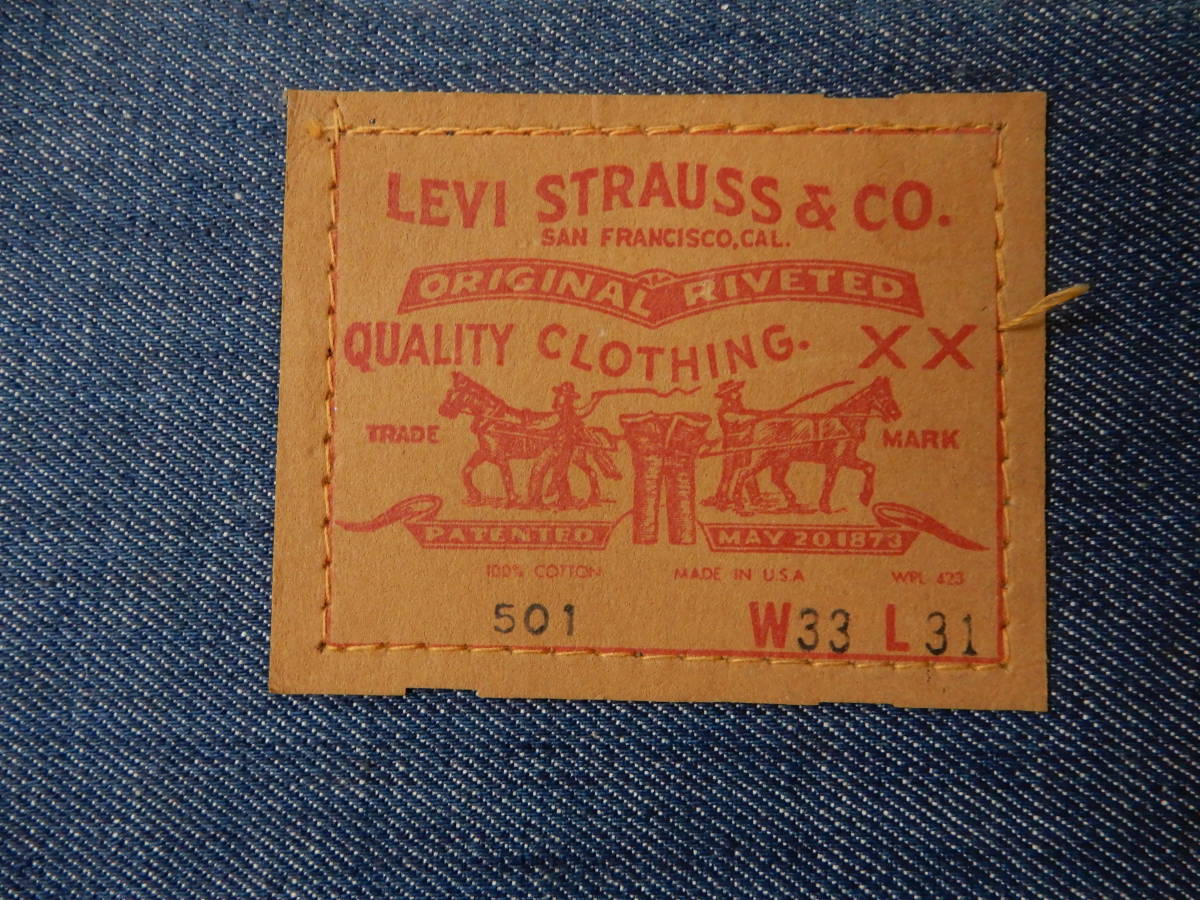 LEVI STRAUSS & CO.
SAN FRANCISCO, CAL.
ORIGINAL RIVETED
QUALITY CLOTHING. XX
TRADE MARK
PATENTED MAY 20 1873
100% COTTON MADE IN U.S.A WPL 423
501 W33 L31